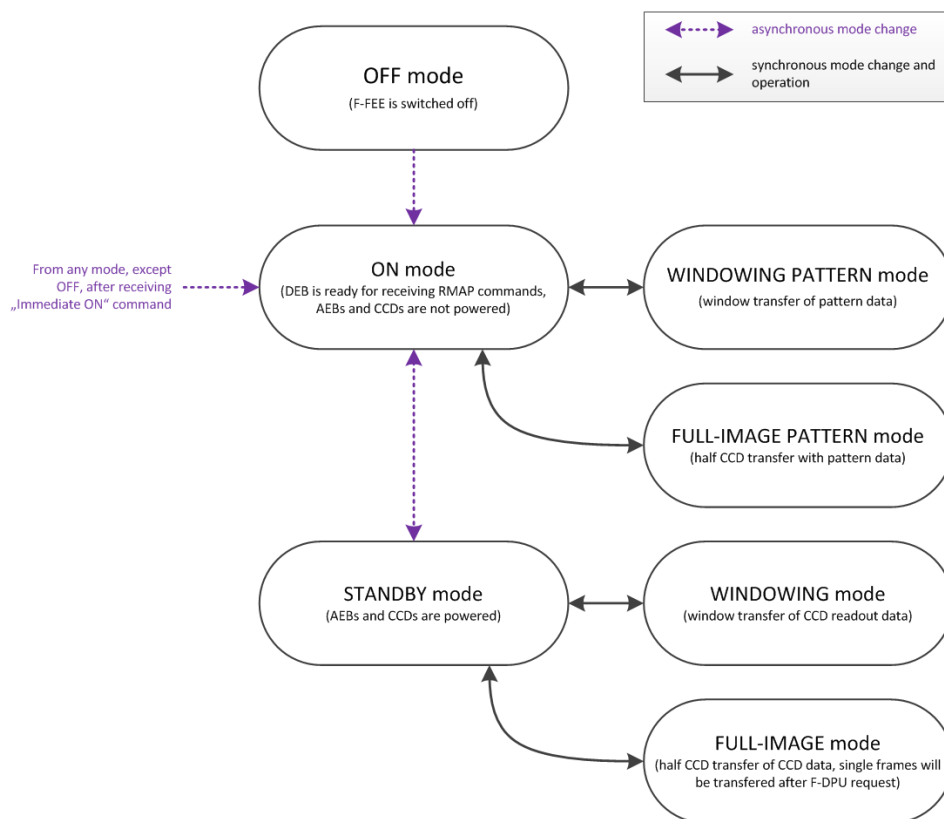 OFF mode
(F-FEE is switched off)
asynchronous mode change
synchronous mode change and
operation
From any mode, except
OFF, after receiving
„Immediate ON“ command
ON mode
(DEB is ready for receiving RMAP commands,
AEBs and CCDs are not powered)
WINDOWING PATTERN mode
(window transfer of pattern data)
FULL-IMAGE PATTERN mode
(half CCD transfer with pattern data)
STANDBY mode
(AEBs and CCDs are powered)
WINDOWING mode
(window transfer of CCD readout data)
FULL-IMAGE mode
(half CCD transfer of CCD data, single frames will
be transfered after F-DPU request)